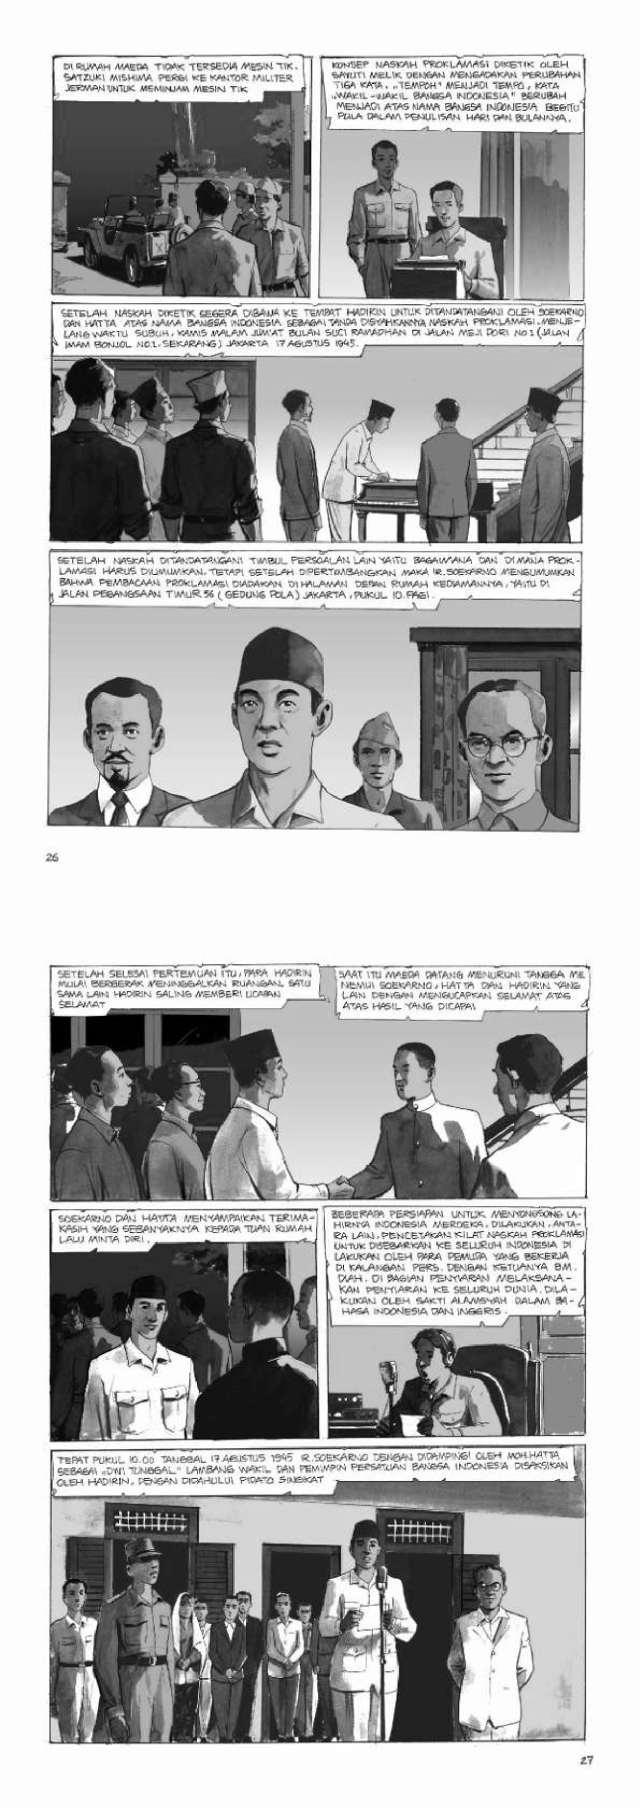 DI RUMAH MAEDA TIDAK TERSEDIA MESIN TIK.
SATZUKI MISHIMA PERGI KE KANTOR MILITER
JERMAN UNTUK MEMINJAM MESIN TIK
KONSEP NASKAH PROKLAMASI DIKETIK OLEH
SAYUTI MELIK DENGAN MENGADAKAN PERUBAHAN
TIGA KATA, "TEMPOH" MENJADI TEMPO, KATA
"WAKIL-WAKIL BANGSA INDONESIA" BERUBAH
MENJADI ATAS NAMA BANGSA INDONESIA BEGITU
PULA DALAM PENULISAN HARI DAN BULANNYA.
SETELAH NASKAH DIKETIK SEGERA DIBAWA KE TEMPAT HADIRIN UNTUK DITANDATANGANI OLEH SOEKARNO
DAN HATTA ATAS NAMA BANGSA INDONESIA SEBAGAI TANDA DISYAHKANNYA NASKAH PROKLAMASI. MENJE-
LANG WAKTU SUBUH, KAMIS MALAM JUM'AT BULAN SUCI RAMADHAN DI JALAN MEIJI DORI NO.1 (JALAN
IMAM BONJOL NO.1. SEKARANG) JAKARTA 17 AGUSTUS 1945.
SETELAH NASKAH DITANDATANGANI TIMBUL PERSOALAN LAIN YAITU BAGAIMANA DAN DI MANA PROK-
LAMASI HARUS DIUMUMKAN. TETAPI SETELAH DIPERTIMBANGKAN MAKA IR. SOEKARNO MENGUMUMKAN
BAHWA PEMBACAAN PROKLAMASI DIADAKAN DI HALAMAN DEPAN RUMAH KEDIAMANNYA, YAITU DI
JALAN PEGANGSAAN TIMUR 56 (GEDUNG POLA) JAKARTA, PUKUL 10. PAGI.
26
SETELAH SELESAI PERTEMUAN ITU, PARA HADIRIN
MULAI BERGERAK MENINGGALKAN RUANGAN, SATU
SAMA LAIN HADIRIN SALING MEMBERI UCAPAN
SELAMAT
SAAT ITU MAEDA DATANG MENURUNI TANGGA ME
NEMUI SOEKARNO, HATTA DAN HADIRIN YANG
LAIN DENGAN MENGUCAPKAN SELAMAT ATAS
ATAS HASIL YANG DICAPAI
SOEKARNO DAN HATTA MENYAMPAIKAN TERIMA-
KASIH YANG SEBANYAKNYA KEPADA TUAN RUMAH
LALU MINTA DIRI.
BEBERAPA PERSIAPAN UNTUK MENYONGSONG LA-
HIRNYA INDONESIA MERDEKA, DILAKUKAN, ANTA-
RA LAIN, PENCETAKAN KILAT NASKAH PROKLAMASI
UNTUK DISEBARKAN KE SELURUH INDONESIA DI
LAKUKAN OLEH PARA PEMUDA YANG BEKERJA
DI KALANGAN PERS. DENGAN KETUANYA BM.
DIAH. DI BAGIAN PENYIARAN MELAKSANA-
KAN PENYIARAN KE SELURUH DUNIA, DILA-
KUKAN OLEH SAKTI ALAMSYAH DALAM BA-
HASA INDONESIA DAN INGGERIS.
TEPAT PUKUL 10.00 TANGGAL 17 AGUSTUS 1945 IR. SOEKARNO DENGAN DIDAMPINGI OLEH MOH. HATTA
SEBAGAI "DWI TUNGGAL" LAMBANG WAKIL DAN PEMIMPIN PERSATUAN BANGSA INDONESIA DISAKSIKAN
OLEH HADIRIN, DENGAN DIDAHULUI PIDATO SINGKAT
27